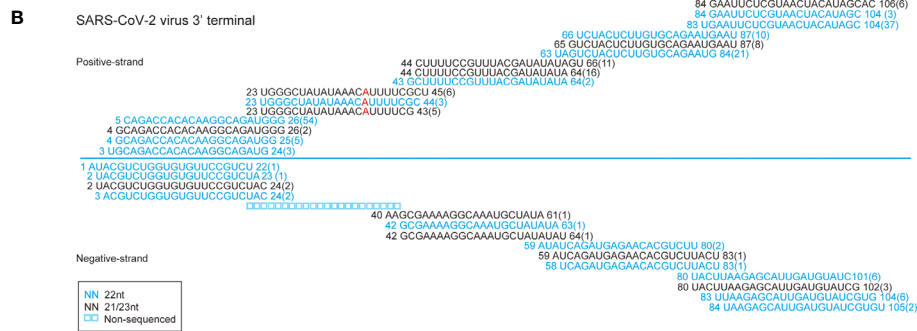 B
SARS-CoV-2 virus 3' terminal
84 GAAUUCUCGUAACUACAUAGCAC 106(6)
84 GAAUUCUCGUAACUACAUAGC 104 (3)
83 UGAAUUCUCGUAACUACAUAGC 104(37)
66 UCUACUCUUGUGCAGAAUGAAU 87(10)
65 GUCUACUCUUGUGCAGAAUGAAU 87(8)
63 UAGUCUACUCUUGUGCAGAAUG 84(21)
Positive-strand
44 CUUUUCCGUUUACGAUAUAUAGU 66(11)
44 CUUUUCCGUUUACGAUAUAUA 64(16)
43 GCUUUUCCGUUUACGAUAUAUA 64(2)
23 UGGGCUAUAUAAACAUUUUCGCU 45(6)
23 UGGGCUAUAUAAACAUUUUCGC 44(3)
23 UGGGCUAUAUAAACAUUUUCG 43(5)
5 CAGACCACACAAGGCAGAUGGG 26(54)
4 GCAGACCACACAAGGCAGAUGGG 26(2)
4 GCAGACCACACAAGGCAGAUGG 25(5)
3 UGCAGACCACACAAGGCAGAUG 24(3)
1 AUACGUCUGGUGUGUUCCGUCU 22(1)
2 UACGUCUGGUGUGUUCCGUCUA23 (1)
2 UACGUCUGGUGUGUUCCGUCUAC 24(2)
3 ACGUCUGGUGUGUUCCGUCUAC 24(2)
40 AAGCGAAAAGGCAAAUGCUAUA 61(1)
42 GCGAAAAGGCAAAUGCUAUAUA 63(1)
42 GCGAAAAGGCAAAUGCUAUAUAU 64(1)
59 AUAUCAGAUGAGAACACGUCUU 80(2)
59 AUCAGAUGAGAACACGUCUUACU 83(1)
58 UCAGAUGAGAACACGUCUUACU 83(1)
Negative-strand
80 UACUUAAGAGCAUUGAUGUAUC101(6)
80 UACUUAAGAGCAUUGAUGUAUCG 102(3)
83 UUAAGAGCAUUGAUGUAUCGUG 104(6)
84 UAAGAGCAUUGAUGUAUCGUGU 105(2)
NN 22nt
NN 21/23nt
Non-sequenced